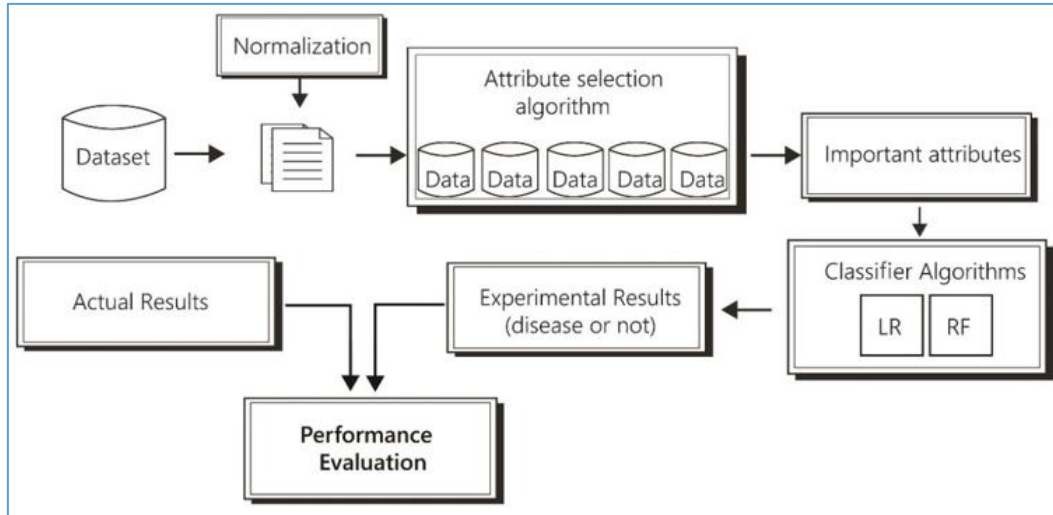 Normalization
Dataset
Attribute selection
algorithm
Data Data Data Data Data
Important attributes
Classifier Algorithms
LR RF
Experimental Results
(disease or not)
Actual Results
Performance
Evaluation